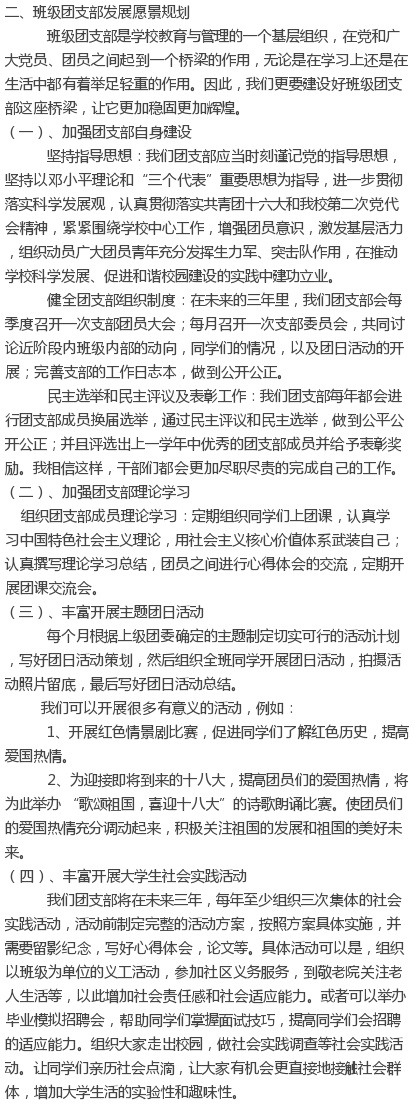 二、班级团支部发展愿景规划
班级团支部是学校教育与管理的一个基层组织，在党和广
大党员、团员之间起到一个桥梁的作用，无论是在学习上还是在
生活中都有着举足轻重的作用。因此，我们更要建设好班级团支
部这座桥梁，让它更加稳固更加辉煌。
（一）、加强团支部自身建设
坚持指导思想：我们团支部应当时刻谨记党的指导思想，
坚持以邓小平理论和“三个代表”重要思想为指导，进一步贯彻
落实科学发展观，认真贯彻落实共青团十六大和我校第二次党代
会精神，紧紧围绕学校中心工作，增强团员意识，激发基层活力
，组织动员广大团员青年充分发挥生力军、突击队作用，在推动
学校科学发展、促进和谐校园建设的实践中建功立业。
健全团支部组织制度：在未来的三年里，我们团支部会每
季度召开一次支部团员大会；每月召开一次支部委员会，共同讨
论近阶段内班级内部的动向，同学们的情况，以及团日活动的开
展；完善支部的工作日志本，做到公开公正。
民主选举和民主评议及表彰工作：我们团支部每年都会进
行团支部成员换届选举，通过民主评议和民主选举，做到公平公
开公正；并且评选出上一学年中优秀的团支部成员并给予表彰奖
励。我相信这样，干部们都会更加尽职尽责的完成自己的工作。
（二）、加强团支部理论学习
组织团支部成员理论学习：定期组织同学们上团课，认真学
习中国特色社会主义理论，用社会主义核心价值体系武装自己；
认真撰写理论学习总结，团员之间进行心得体会的交流，定期开
展团课交流会。
（三）、丰富开展主题团日活动
每个月根据上级团委确定的主题制定切实可行的活动计划
，写好团日活动策划，然后组织全班同学开展团日活动，拍摄活
动照片留底，最后写好团日活动总结。
我们可以开展很多有意义的活动，例如：
1、开展红色情景剧比赛，促进同学们了解红色历史，提高
爱国热情。
2、为迎接即将到来的十八大，提高团员们的爱国热情，将
为此举办 “歌颂祖国，喜迎十八大”的诗歌朗诵比赛。使团员们
的爱国热情充分调动起来，积极关注祖国的发展和祖国的美好未
来。
（四）、丰富开展大学生社会实践活动
我们团支部将在未来三年，每年至少组织三次集体的社会
实践活动，活动前制定完整的活动方案，按照方案具体实施，并
需要留影纪念，写好心得体会，论文等。具体活动可以是，组织
以班级为单位的义工活动，参加社区义务服务，到敬老院关注老
人生活等，以此增加社会责任感和社会适应能力。或者可以举办
毕业模拟招聘会，帮助同学们掌握面试技巧，提高同学们会招聘
的适应能力。组织大家走出校园，做社会实践调查等社会实践活
动。让同学们亲历社会点滴，让大家有机会更直接地接触社会群
体，增加大学生活的实验性和趣味性。